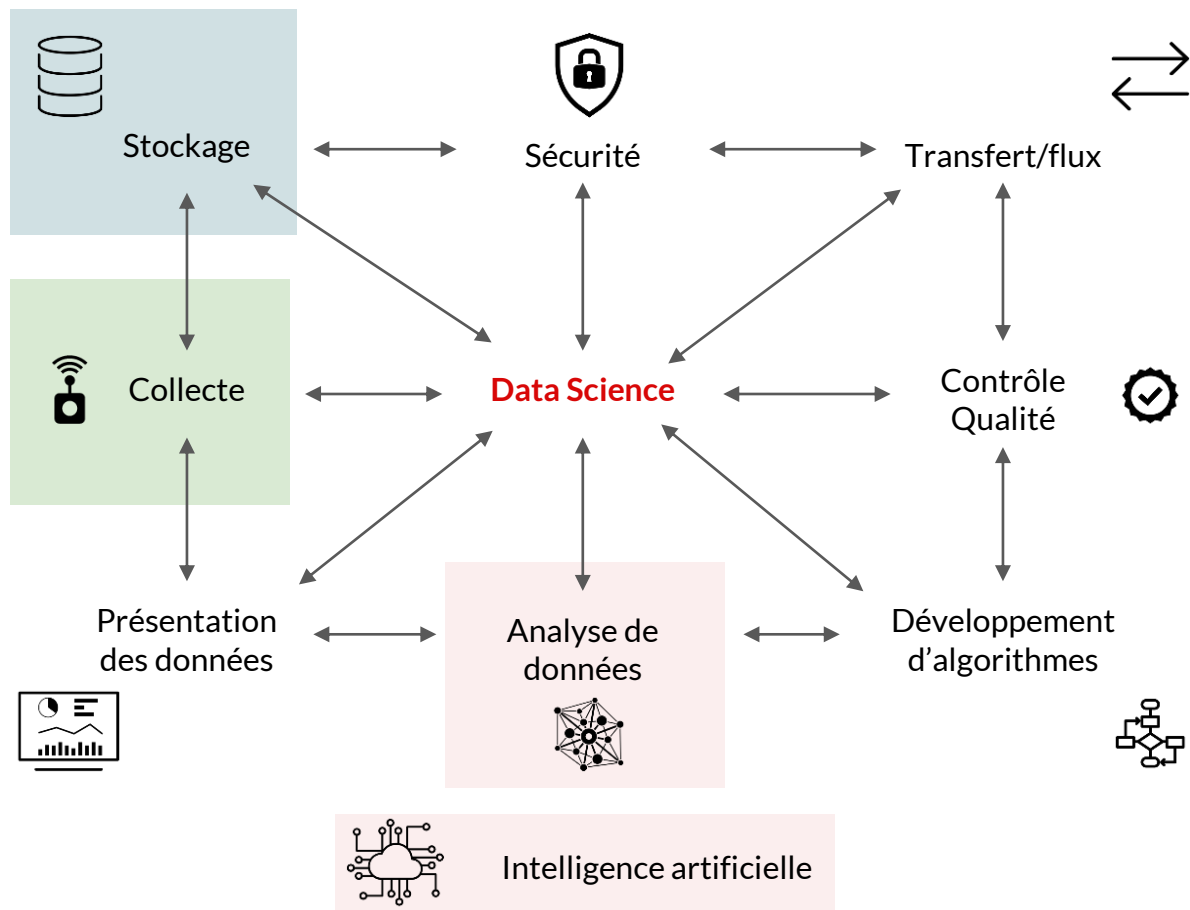 Stockage
Sécurité
Transfert/flux
Collecte
Data Science
Contrôle
Qualité
Présentation
des données
Analyse de
données
Développement
d’algorithmes
Intelligence artificielle